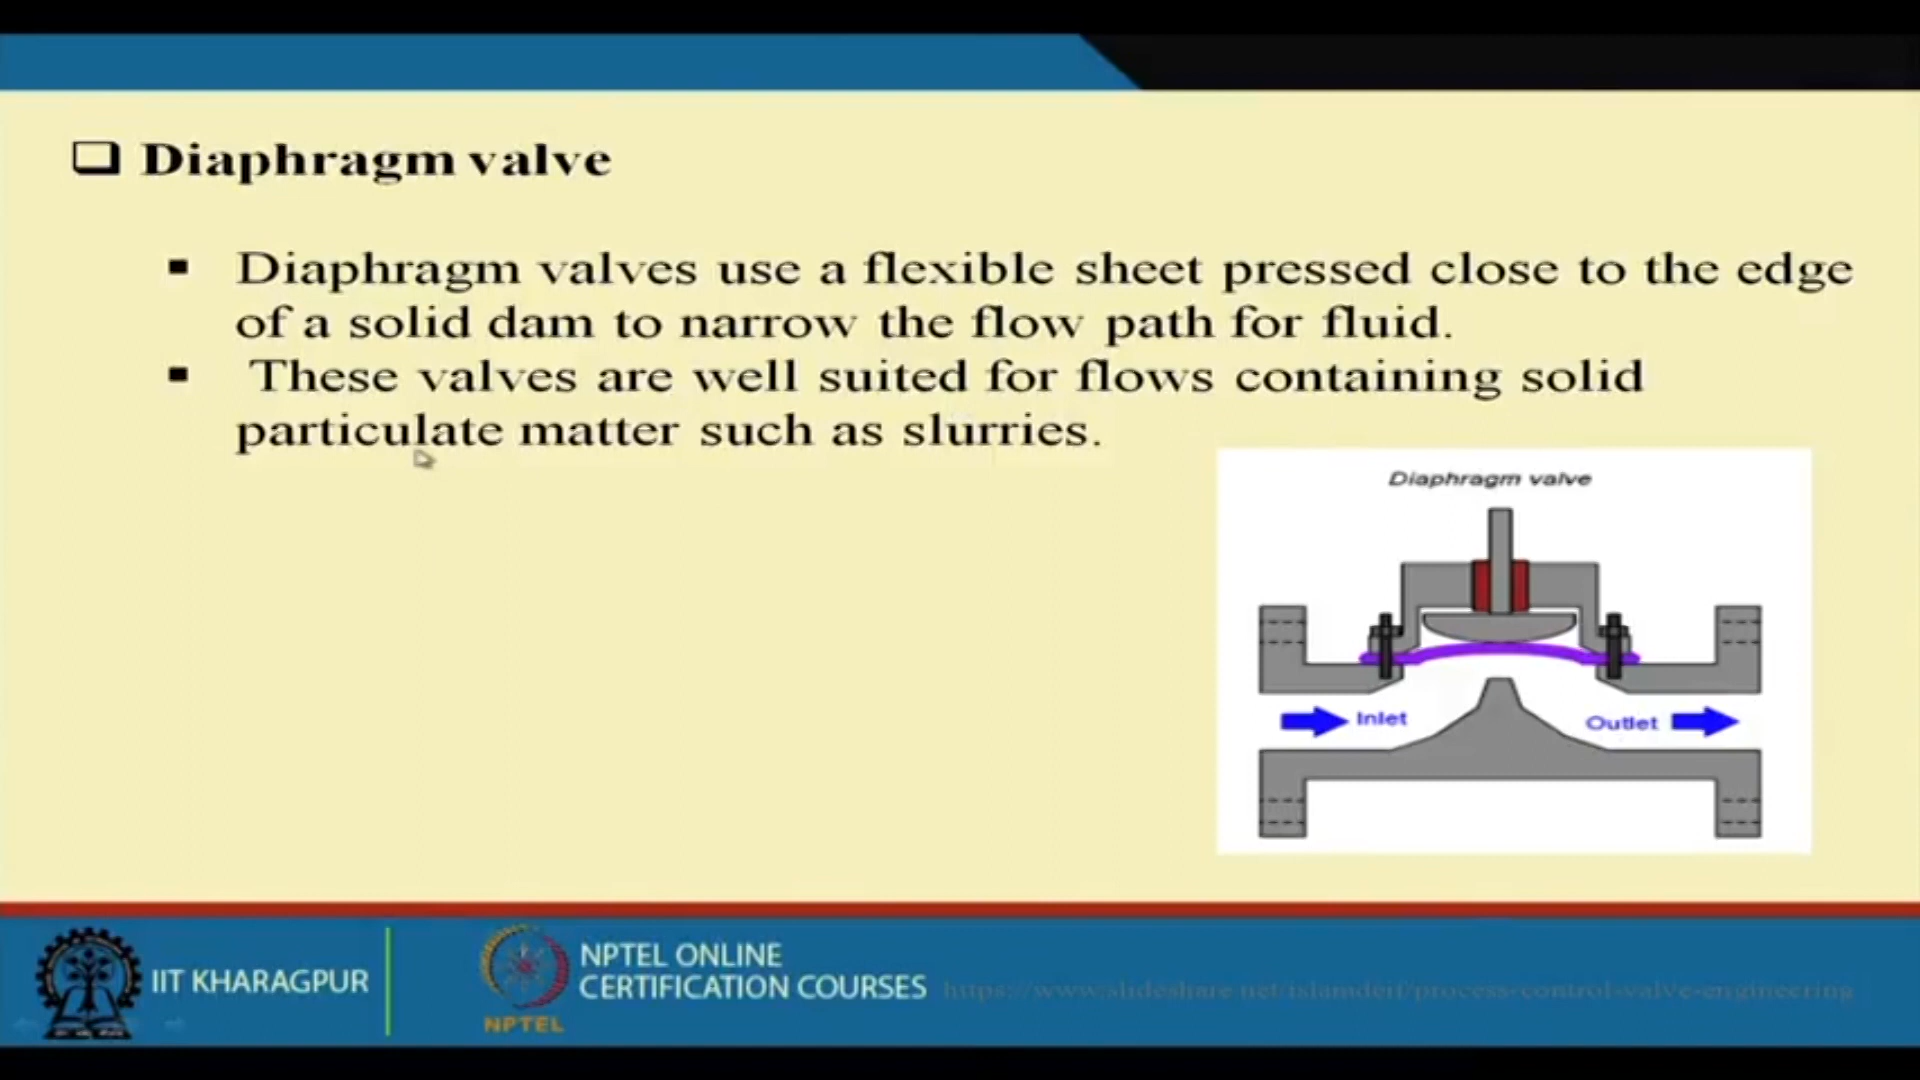 Diaphragm valve
Diaphragm valves use a flexible sheet pressed close to the edge
of a solid dam to narrow the flow path for fluid.
These valves are well suited for flows containing solid
particulate matter such as slurries.
Diaphragm valve
Inlet
Outlet
IIT KHARAGPUR
NPTEL
NPTEL ONLINE
CERTIFICATION COURSES